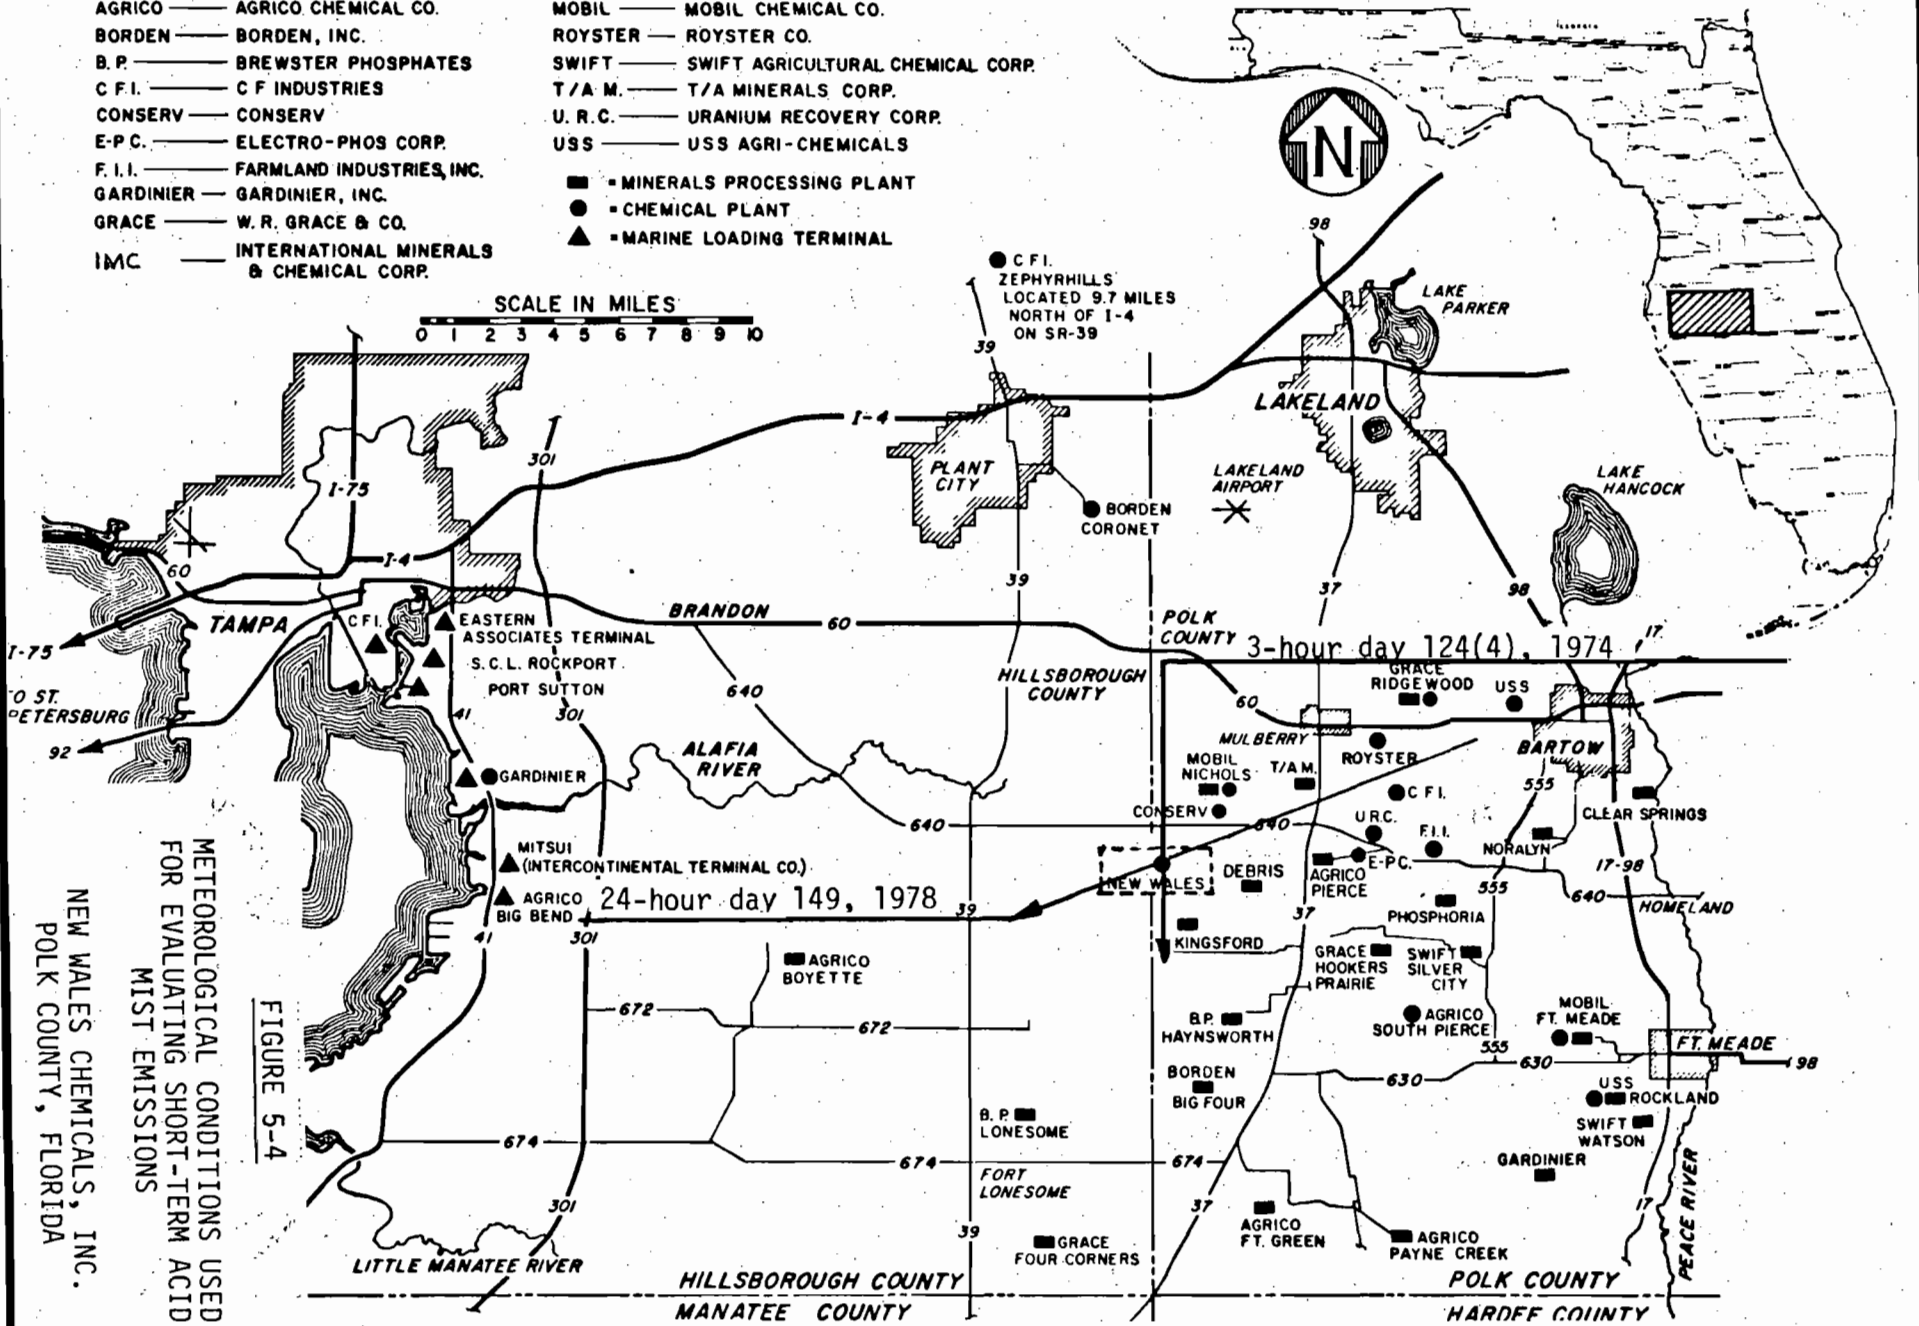 AGRICO — AGRICO CHEMICAL CO.
BORDEN — BORDEN, INC.
B.P. — BREWSTER PHOSPHATES
C F I. — C F INDUSTRIES
CONSERV — CONSERV
E-P C. — ELECTRO-PHOS CORP.
F. I. I. — FARMLAND INDUSTRIES, INC.
GARDINIER — GARDINIER, INC.
GRACE — W. R. GRACE & CO.
IMC — INTERNATIONAL MINERALS
& CHEMICAL CORP.
MOBIL — MOBIL CHEMICAL CO.
ROYSTER — ROYSTER CO.
SWIFT — SWIFT AGRICULTURAL CHEMICAL CORP.
T/A M. — T/A MINERALS CORP.
U. R.C. — URANIUM RECOVERY CORP.
USS — USS AGRI-CHEMICALS
■ = MINERALS PROCESSING PLANT
● = CHEMICAL PLANT
▲ = MARINE LOADING TERMINAL
N
SCALE IN MILES
0 1 2 3 4 5 6 7 8 9 10
C F I.
ZEPHYRHILLS
LOCATED 9.7 MILES
NORTH OF I-4
ON SR-39
39
98
LAKE
PARKER
LAKELAND
I-4
301
I-75
PLANT
CITY
LAKELAND
AIRPORT
LAKE
HANCOCK
BORDEN
CORONET
I-4
60
39
37
98
TAMPA
C F I.
EASTERN
ASSOCIATES TERMINAL
S.C.L. ROCKPORT
PORT SUTTON
BRANDON
60
POLK
COUNTY
3-hour day 124(4), 1974
17
I-75
TO ST.
PETERSBURG
92
41
301
640
HILLSBOROUGH
COUNTY
60
GRACE
RIDGEWOOD
USS
MULBERRY
ROYSTER
BARTOW
ALAFIA
RIVER
GARDINIER
MOBIL
NICHOLS
T/A M.
C F I.
555
CLEAR SPRINGS
CONSERV
640
640
U.R.C.
F.I.I.
NORALYN
17-98
MITSUI
(INTERCONTINENTAL TERMINAL CO.)
NEW WALES
DEBRIS
AGRICO
PIERCE
E-P C.
555
640
HOMELAND
AGRICO
BIG BEND
24-hour day 149, 1978
39
37
PHOSPHORIA
41
301
KINGSFORD
GRACE
HOOKERS
PRAIRIE
SWIFT
SILVER
CITY
AGRICO
BOYETTE
672
672
B.P.
HAYNSWORTH
AGRICO
SOUTH PIERCE
MOBIL
FT. MEADE
555
630
630
FT. MEADE
98
BORDEN
BIG FOUR
USS
ROCKLAND
SWIFT
WATSON
B. P.
LONESOME
674
674
674
FORT
LONESOME
GARDINIER
37
17
PEACE RIVER
301
39
AGRICO
FT. GREEN
AGRICO
PAYNE CREEK
GRACE
FOUR CORNERS
LITTLE MANATEE RIVER
HILLSBOROUGH COUNTY
MANATEE COUNTY
POLK COUNTY
HARDEE COUNTY
FIGURE 5-4
METEOROLOGICAL CONDITIONS USED
FOR EVALUATING SHORT-TERM ACID
MIST EMISSIONS
NEW WALES CHEMICALS, INC.
POLK COUNTY, FLORIDA